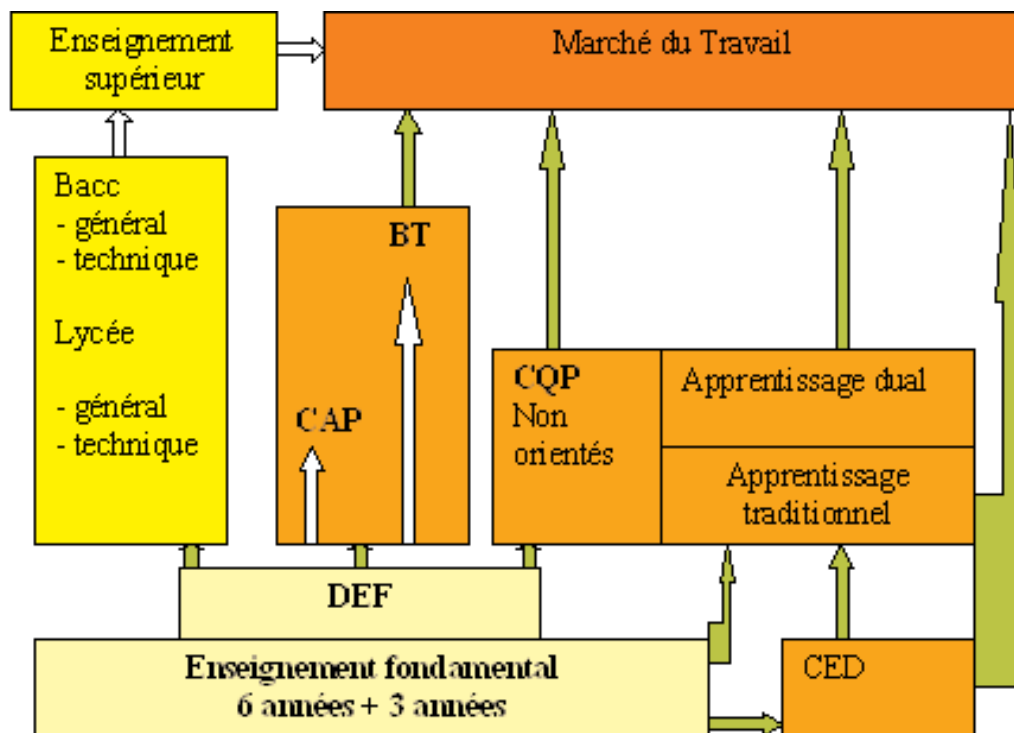 Enseignement
supérieur
Marché du Travail
Bacc
- général
- technique
Lycée
- général
- technique
BT
CAP
CQP
Non
orientés
Apprentissage dual
Apprentissage
traditionnel
DEF
Enseignement fondamental
6 années + 3 années
CED